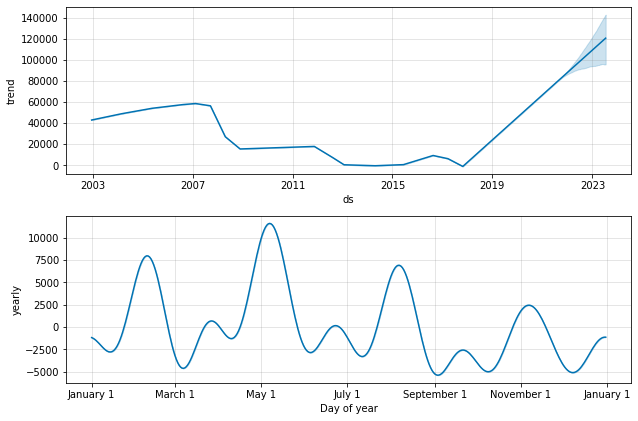 140000
120000
100000
80000
60000
40000
20000
0
trend
2003 2007 2011 2015 2019 2023
ds
10000
7500
5000
2500
0
−2500
−5000
yearly
January 1 March 1 May 1 July 1 September 1 November 1 January 1
Day of year